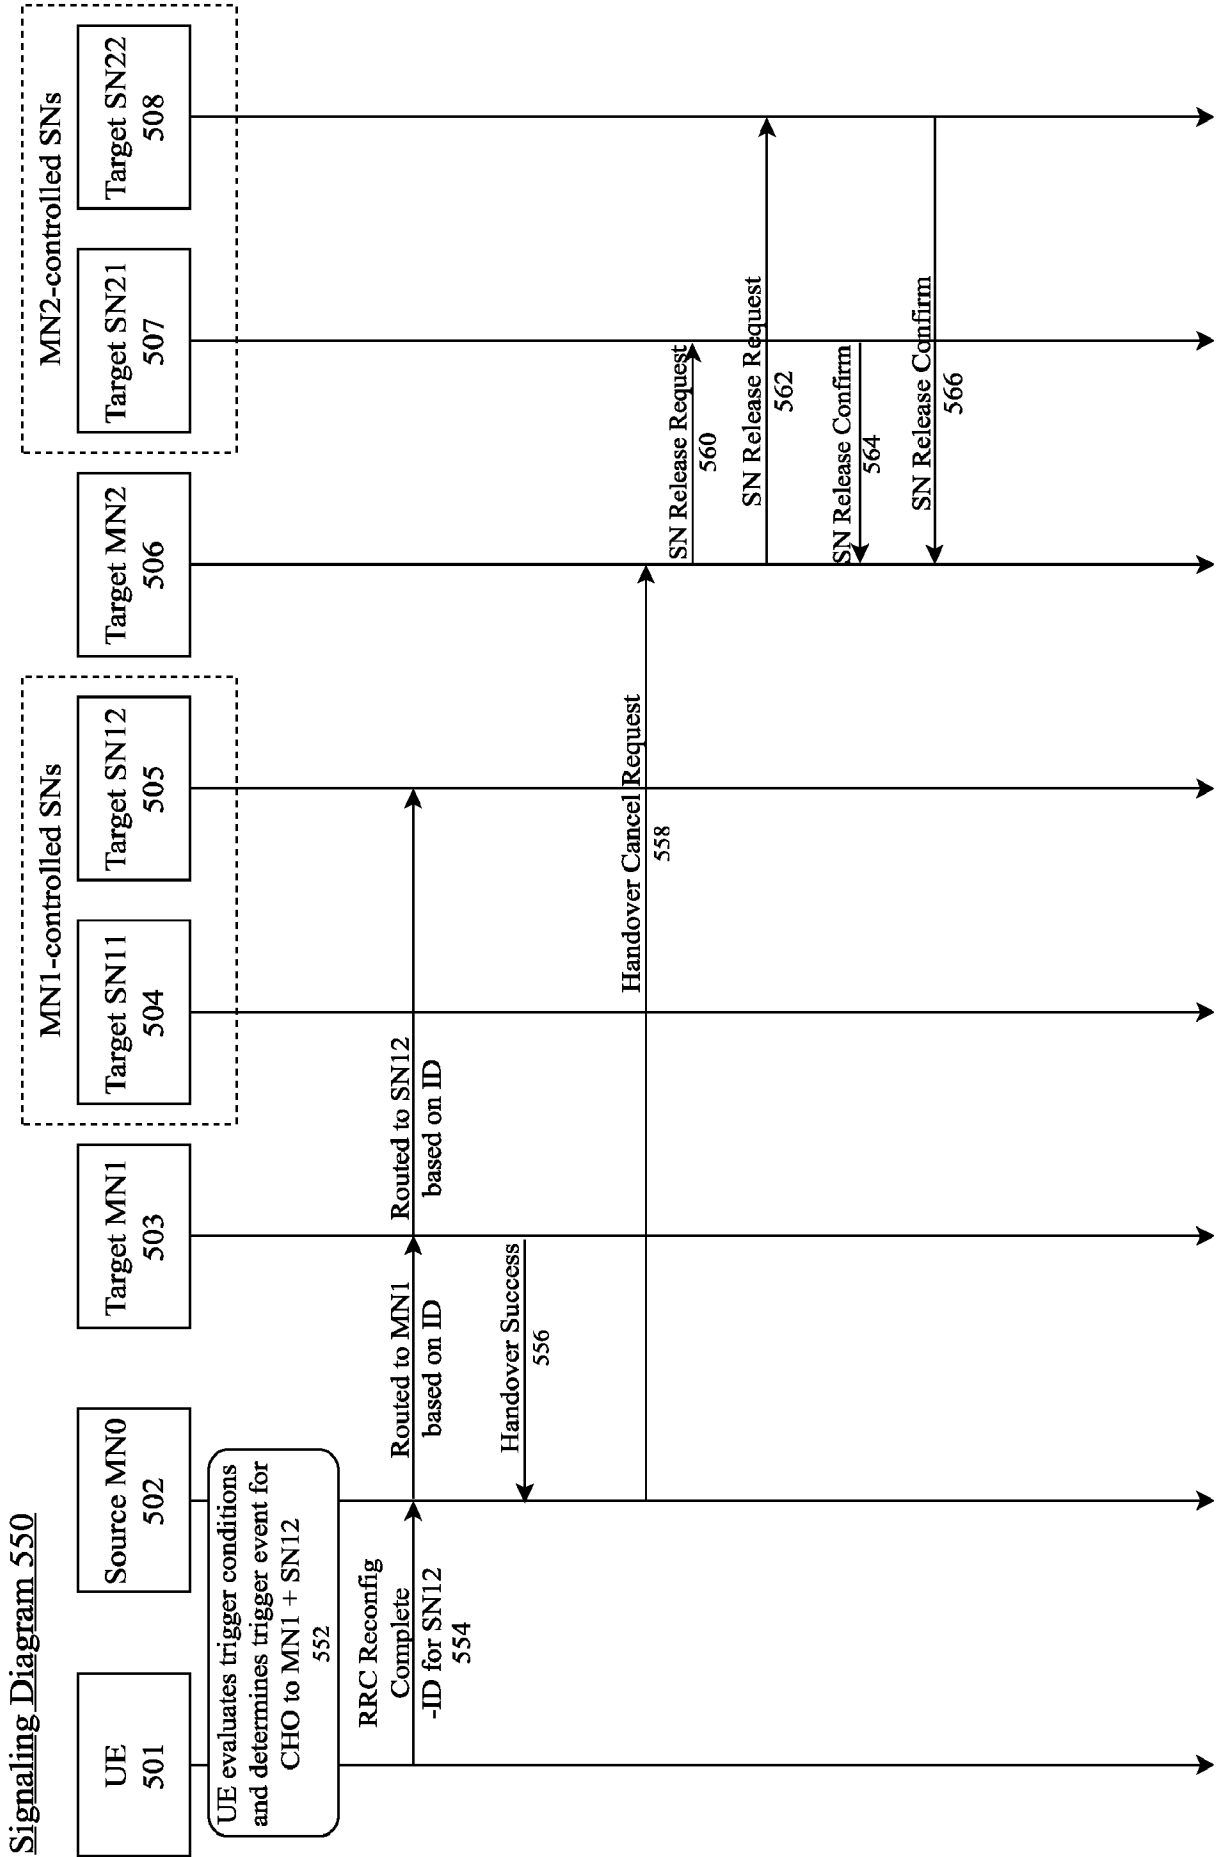 Signaling Diagram 550
UE
501
Source MN0
502
Target MN1
503
MN1-controlled SNs
Target SN11
504
Target SN12
505
Target MN2
506
MN2-controlled SNs
Target SN21
507
Target SN22
508
UE evaluates trigger conditions
and determines trigger event for
CHO to MN1 + SN12
552
RRC Reconfig
Complete
-ID for SN12
554
Routed to MN1
based on ID
Routed to SN12
based on ID
Handover Success
556
Handover Cancel Request
558
SN Release Request
560
SN Release Request
562
SN Release Confirm
564
SN Release Confirm
566